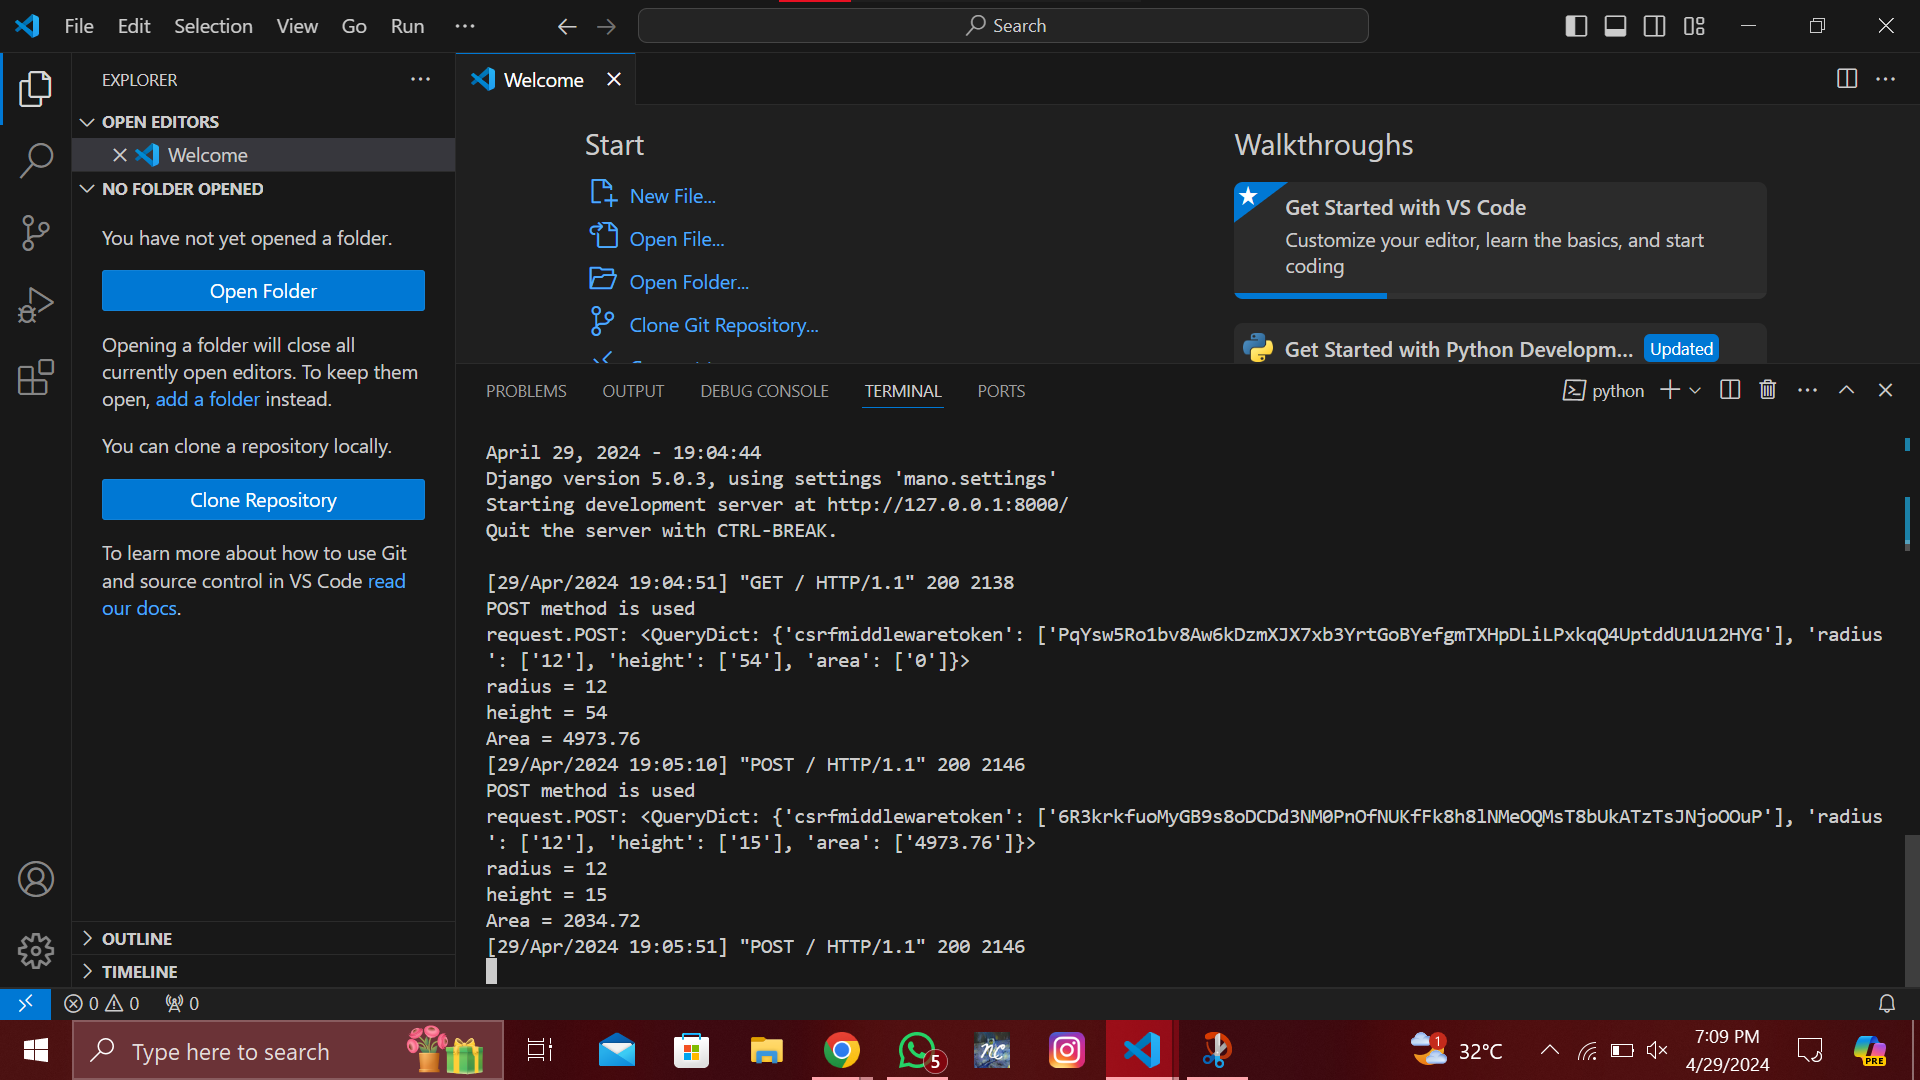 File Edit Selection View Go Run ···
Search
EXPLORER
OPEN EDITORS
Welcome
NO FOLDER OPENED
You have not yet opened a folder.
Open Folder
Opening a folder will close all
currently open editors. To keep them
open, add a folder instead.
You can clone a repository locally.
Clone Repository
To learn more about how to use Git
and source control in VS Code read
our docs.
OUTLINE
TIMELINE
Welcome
Start
New File...
Open File...
Open Folder...
Clone Git Repository...
Walkthroughs
Get Started with VS Code
Customize your editor, learn the basics, and start
coding
Get Started with Python Developm... Updated
PROBLEMS OUTPUT DEBUG CONSOLE TERMINAL PORTS
python
April 29, 2024 - 19:04:44
Django version 5.0.3, using settings 'mano.settings'
Starting development server at http://127.0.0.1:8000/
Quit the server with CTRL-BREAK.
[29/Apr/2024 19:04:51] "GET / HTTP/1.1" 200 2138
POST method is used
request.POST: <QueryDict: {'csrfmiddlewaretoken': ['PqYsw5Ro1bv8Aw6kDzmXJX7xb3YrtGoBYefgmTXHpDLiLPxkqQ4UptddU1U12HYG'], 'radius
': ['12'], 'height': ['54'], 'area': ['0']}>
radius = 12
height = 54
Area = 4973.76
[29/Apr/2024 19:05:10] "POST / HTTP/1.1" 200 2146
POST method is used
request.POST: <QueryDict: {'csrfmiddlewaretoken': ['6R3krkfuoMyGB9s8oDCDd3NM0PnOfNUKfFk8h8lNMeOQMsT8bUkATzTsJNjoOOuP'], 'radius
': ['12'], 'height': ['15'], 'area': ['4973.76']}>
radius = 12
height = 15
Area = 2034.72
[29/Apr/2024 19:05:51] "POST / HTTP/1.1" 200 2146
0 0 0
Type here to search
5
nc
1
32°C
7:09 PM
4/29/2024
PRE